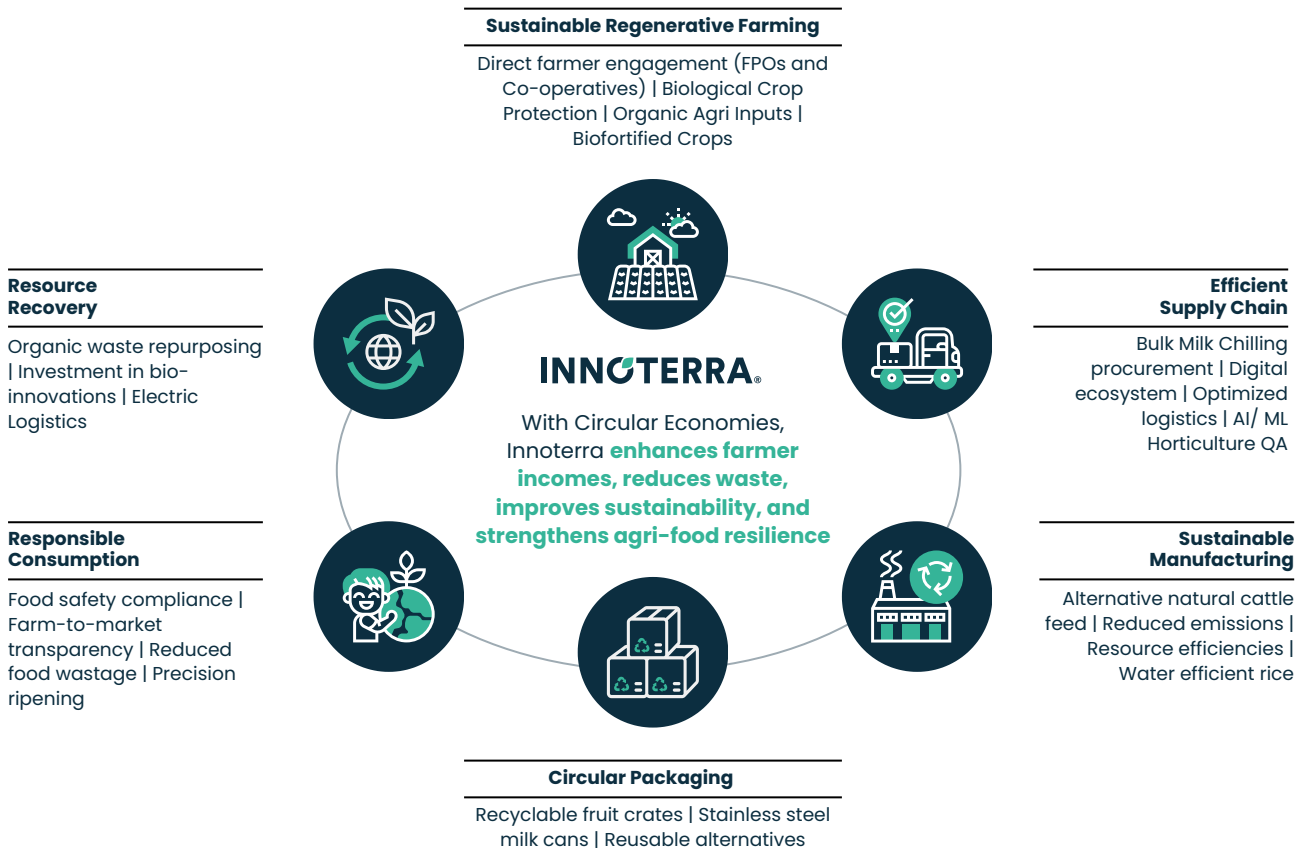 Sustainable Regenerative Farming
Direct farmer engagement (FPOs and
Co-operatives) | Biological Crop
Protection | Organic Agri Inputs |
Biofortified Crops
Resource
Recovery
Organic waste repurposing
| Investment in bio-
innovations | Electric
Logistics
Efficient
Supply Chain
Bulk Milk Chilling
procurement | Digital
ecosystem | Optimized
logistics | AI/ ML
Horticulture QA
INNOTERRA®
With Circular Economies,
Innoterra enhances farmer
incomes, reduces waste,
improves sustainability, and
strengthens agri-food resilience
Responsible
Consumption
Food safety compliance |
Farm-to-market
transparency | Reduced
food wastage | Precision
ripening
Sustainable
Manufacturing
Alternative natural cattle
feed | Reduced emissions |
Resource efficiencies |
Water efficient rice
Circular Packaging
Recyclable fruit crates | Stainless steel
milk cans | Reusable alternatives